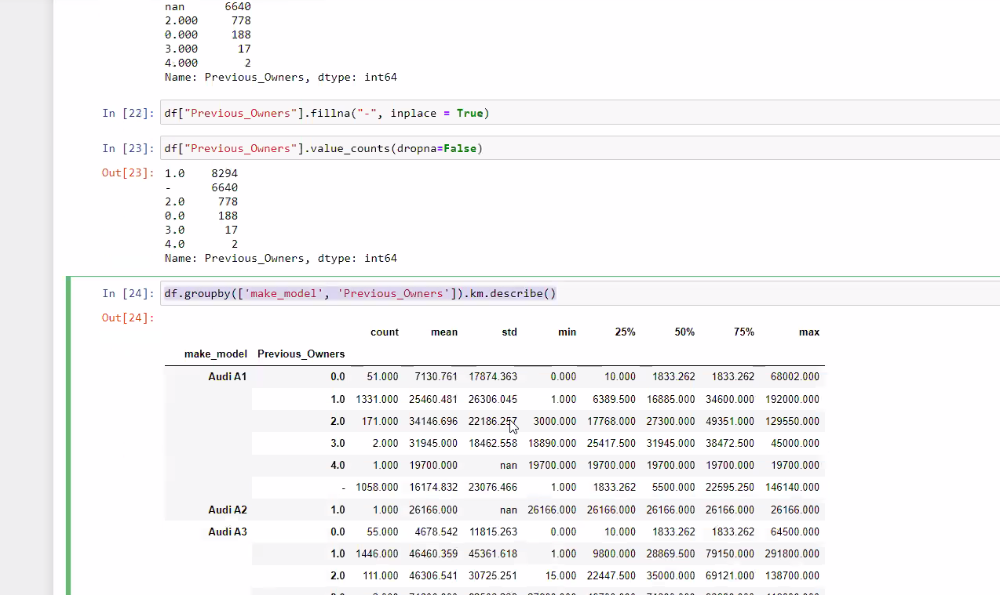 nan 6640
2.000 778
0.000 188
3.000 17
4.000 2
Name: Previous_Owners, dtype: int64
In [22]: df["Previous_Owners"].fillna("-", inplace = True)
In [23]: df["Previous_Owners"].value_counts(dropna=False)
Out[23]: 1.0 8294
- 6640
2.0 778
0.0 188
3.0 17
4.0 2
Name: Previous_Owners, dtype: int64
In [24]: df.groupby(['make_model', 'Previous_Owners']).km.describe()
Out[24]:
count mean std min 25% 50% 75% max
make_model Previous_Owners
Audi A1 0.0 51.000 7130.761 17874.363 0.000 10.000 1833.262 1833.262 68002.000
1.0 1331.000 25460.481 26306.045 1.000 6389.500 16885.000 34600.000 192000.000
2.0 171.000 34146.696 22186.257 3000.000 17768.000 27300.000 49351.000 129550.000
3.0 2.000 31945.000 18462.558 18890.000 25417.500 31945.000 38472.500 45000.000
4.0 1.000 19700.000 nan 19700.000 19700.000 19700.000 19700.000 19700.000
- 1058.000 16174.832 23076.466 1.000 1833.262 5500.000 22595.250 146140.000
Audi A2 1.0 1.000 26166.000 nan 26166.000 26166.000 26166.000 26166.000 26166.000
Audi A3 0.0 55.000 4678.542 11815.263 0.000 10.000 1833.262 1833.262 64500.000
1.0 1446.000 46460.359 45361.618 1.000 9800.000 28869.500 79150.000 291800.000
2.0 111.000 46306.541 30725.251 15.000 22447.500 35000.000 69121.000 138700.000